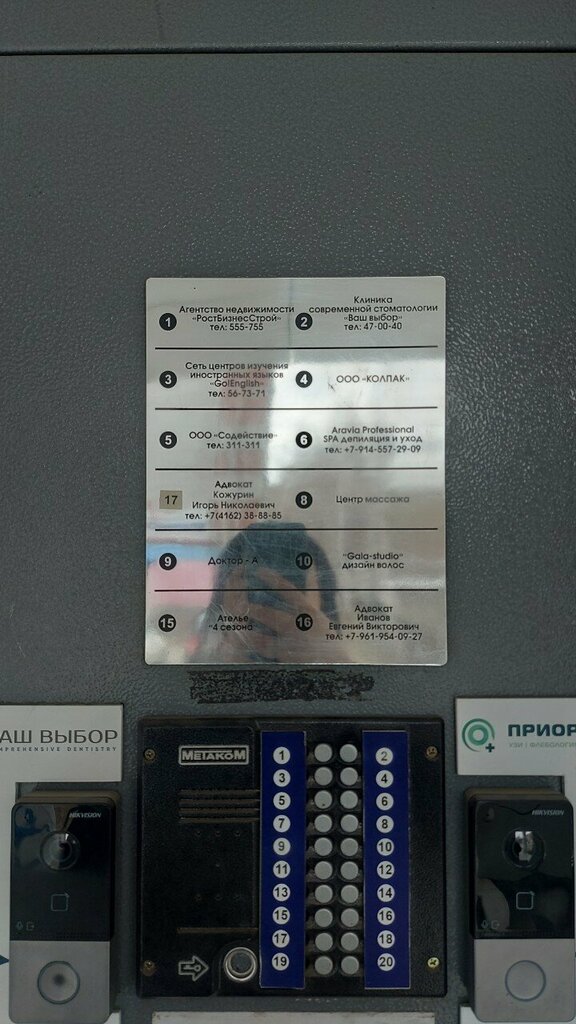 1 Агентство недвижимости
«РостБизнесСтрой»
тел: 555-755
2 Клиника
современной стоматологии
«Ваш выбор»
тел: 47-00-40
3 Сеть центров изучения
иностранных языков
«Go!English»
тел: 56-73-71
4 ООО «КОЛПАК»
5 ООО «Содействие»
тел: 311-311
6 Aravia Professional
SPA депиляция и уход
тел: +7-914-557-29-09
17 Адвокат
Кожурин
Игорь Николаевич
тел: +7(4162) 38-88-85
8 Центр массажа
9 Доктор - А
10 "Gala-studio"
дизайн волос
15 Ателье
"4 сезона
16 Адвокат
Иванов
Евгений Викторович
тел: +7-961-954-09-27
АШ ВЫБОР
MPREHENSIVE DENTISTRY
HIKVISION
МЕТАКОМ
1 2
3 4
5 6
7 8
9 10
11 12
13 14
15 16
17 18
19 20
ПРИОР
УЗИ | ФЛЕБОЛОГИ
HIKVISION